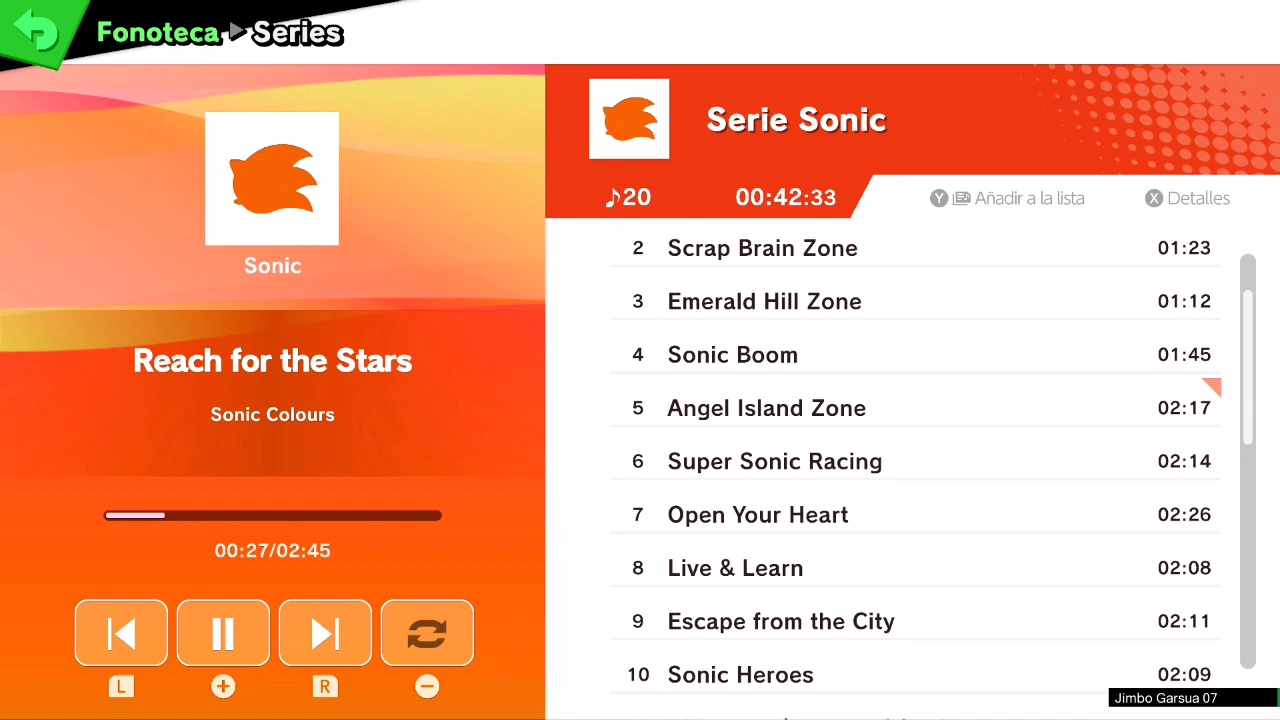 Fonoteca ▶ Series
Sonic
Reach for the Stars
Sonic Colours
00:27/02:45
L + R −
Serie Sonic
♪20 00:42:33 Y Añadir a la lista X Detalles
2 Scrap Brain Zone 01:23
3 Emerald Hill Zone 01:12
4 Sonic Boom 01:45
5 Angel Island Zone 02:17
6 Super Sonic Racing 02:14
7 Open Your Heart 02:26
8 Live & Learn 02:08
9 Escape from the City 02:11
10 Sonic Heroes 02:09
Jimbo Garsua 07